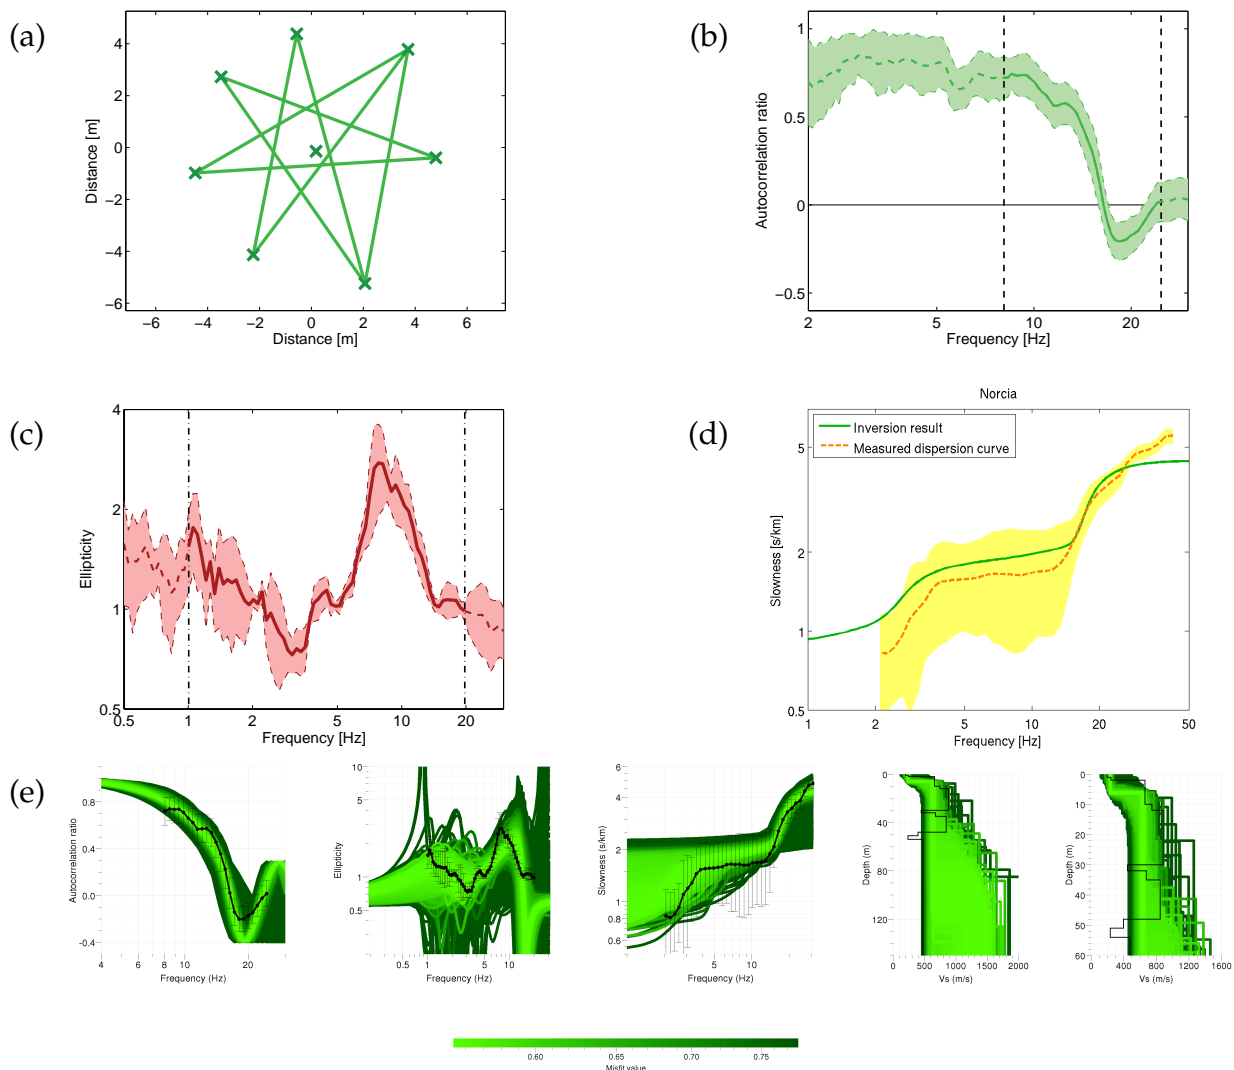 (a)
4
2
0
−2
−4
−6
Distance [m]
−6 −4 −2 0 2 4 6
Distance [m]
(b)
1
0.5
0
−0.5
Autocorrelation ratio
2 5 10 20
Frequency [Hz]
(c)
4
2
1
0.5
Ellipticity
0.5 1 2 5 10 20
Frequency [Hz]
(d)
Norcia
Inversion result
Measured dispersion curve
5
2
1
0.5
Slowness [s/km]
1 2 5 10 20 50
Frequency [Hz]
(e)
0.8
0.4
0.0
-0.4
Autocorrelation ratio
4 6 8 10 20
Frequency (Hz)
10
5
1
0.5
Ellipticity
0.5 1 5 10
Frequency (Hz)
6
4
2
1
0.8
0.6
Slowness (s/km)
5 10
Frequency (Hz)
0
40
80
120
Depth (m)
0 500 1000 1500 2000
Vs (m/s)
0
10
20
30
40
50
60
Depth (m)
0 400 800 1200 1600
Vs (m/s)
0.60 0.65 0.70 0.75
Misfit value